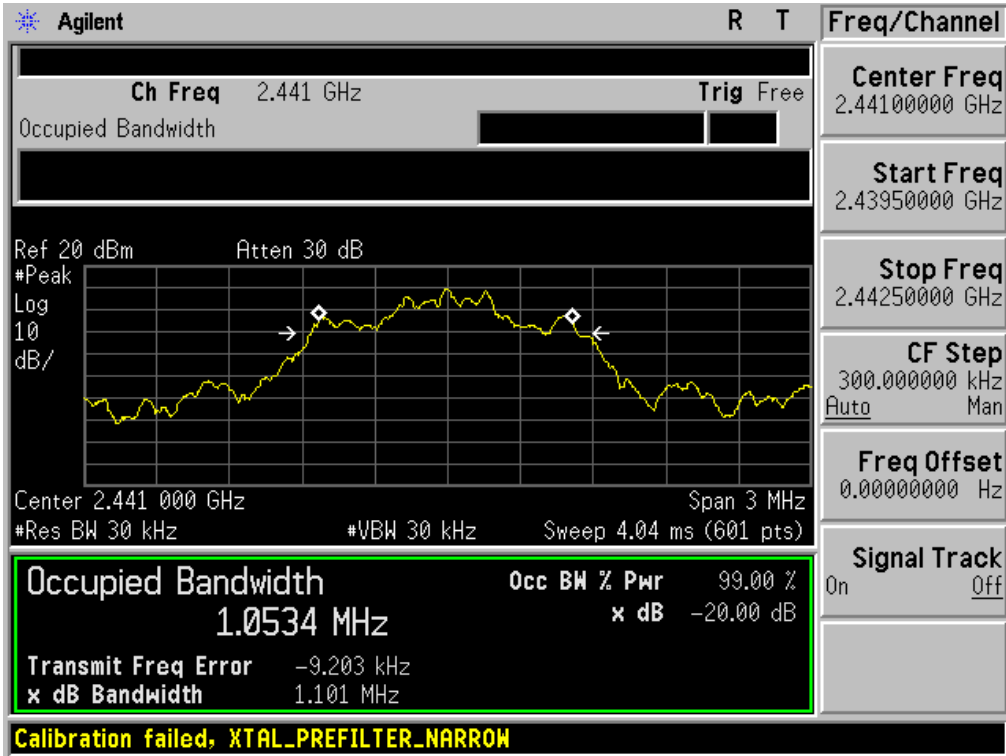 Agilent R T Freq/Channel
Ch Freq 2.441 GHz Trig Free
Occupied Bandwidth
Center Freq
2.44100000 GHz
Start Freq
2.43950000 GHz
Stop Freq
2.44250000 GHz
CF Step
300.000000 kHz
Auto Man
Freq Offset
0.00000000 Hz
Signal Track
On Off
Ref 20 dBm Atten 30 dB
#Peak
Log
10
dB/
Center 2.441 000 GHz Span 3 MHz
#Res BW 30 kHz #VBW 30 kHz Sweep 4.04 ms (601 pts)
Occupied Bandwidth Occ BW % Pwr 99.00 %
1.0534 MHz x dB -20.00 dB
Transmit Freq Error -9.203 kHz
x dB Bandwidth 1.101 MHz
Calibration failed, XTAL_PREFILTER_NARROW